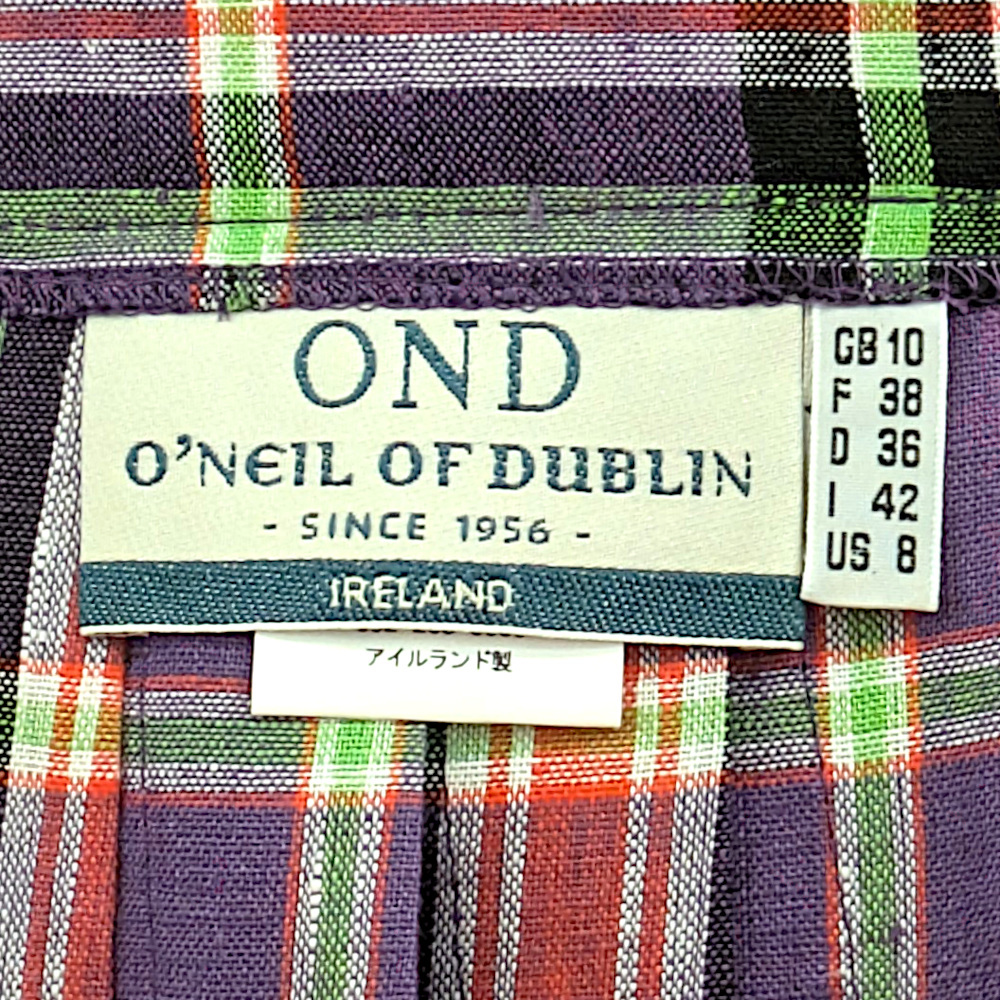 OND
O'NEIL OF DUBLIN
- SINCE 1956 -
IRELAND
GB 10
F 38
D 36
I 42
US 8
アイルランド製